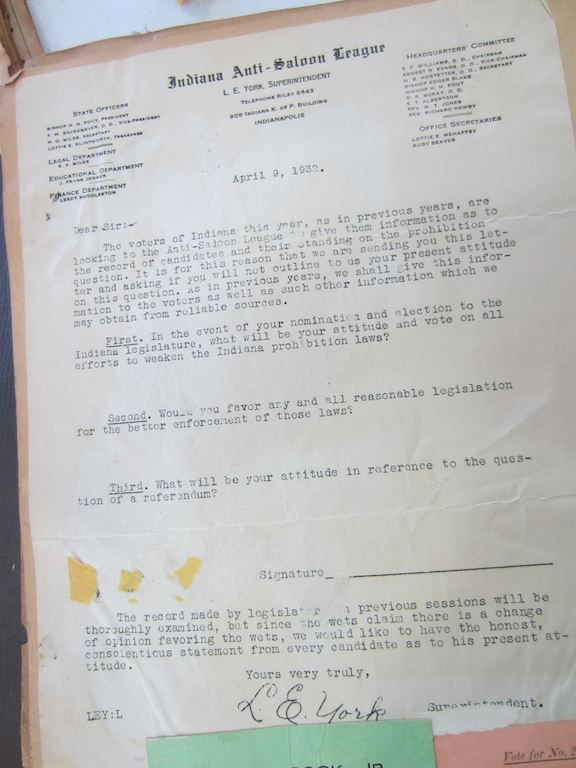 Indiana Anti-Saloon League
L. E. YORK, SUPERINTENDENT
TELEPHONE RILEY 9643
908 INDIANA K. OF P. BUILDING
INDIANAPOLIS
STATE OFFICERS
BISHOP H. H. FOUT, PRESIDENT
F. W. BACKEMEYER, D. D., VICE-PRESIDENT
H. O. MILES, SECRETARY
LOTTIE E. KLINTWORTH, TREASURER
LEGAL DEPARTMENT
E. A. MILES
EDUCATIONAL DEPARTMENT
J. FRANK
FINANCE DEPARTMENT
LEROY HUDDLESTON
HEADQUARTERS' COMMITTEE
T. F. WILLIAMS, D. D., CHAIRMAN
ERNEST N. EVANS, D. D., VICE-CHAIRMAN
H. B. HOSTETTER, D. D., SECRETARY
BISHOP EDGAR BLAKE
BISHOP H. H. FOUT
MCKAY, D. D.
E. T. ALBERTSON
REV. W. T. JONES
REV. RICHARD NEWBY
OFFICE SECRETARIES
LOTTIE E. MEHAFFEY
RUBY BEAVER
April 9, 1932.
Dear Sir:-
The voters of Indiana this year, as in previous years, are
looking to the Anti-Saloon League to give them information as to
the record of candidates and their standing on the prohibition
question. It is for this reason that we are sending you this let-
ter and asking if you will not outline to us your present attitude
on this question. As in previous years, we shall give this infor-
mation to the voters as well as such other information which we
may obtain from reliable sources.
First. In the event of your nomination and election to the
Indiana legislature, what will be your attitude and vote on all
efforts to weaken the Indiana prohibition laws?
Second. Would you favor any and all reasonable legislation
for the better enforcement of those laws?
Third. What will be your attitude in reference to the ques-
tion of a referendum?
Signature
The record made by legislator in previous sessions will be
thoroughly examined, but since the wets claim there is a change
of opinion favoring the wets, we would like to have the honest,
conscientious statement from every candidate as to his present at-
titude.
Yours very truly,
L. E. York
Superintendent.
LEY:L
JR
Vote for No. 2